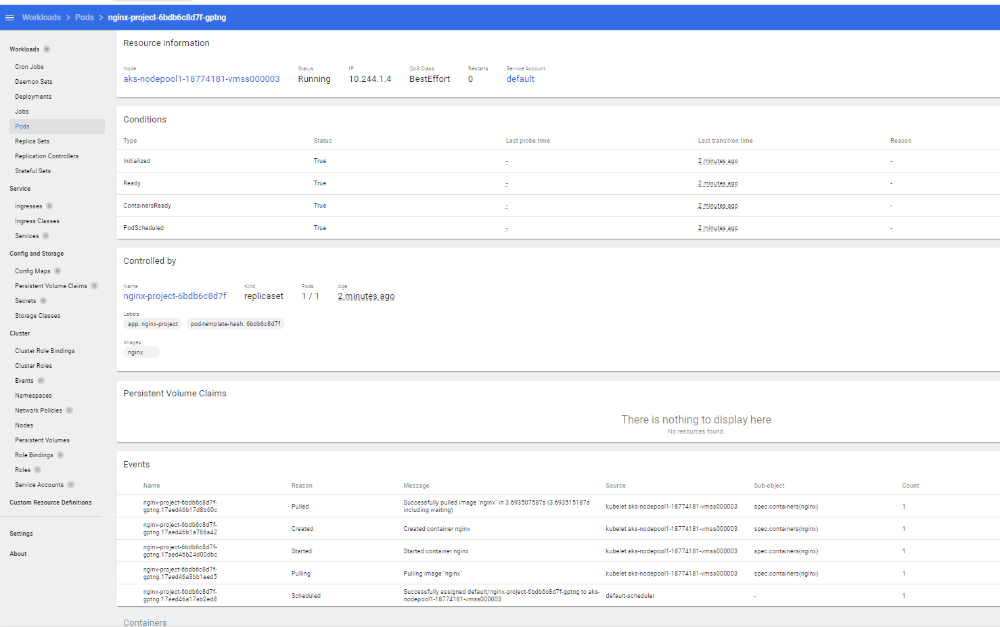 Workloads > Pods > nginx-project-6bdb6c8d7f-gptng
Workloads N
Cron Jobs
Daemon Sets
Deployments
Jobs
Pods
Replica Sets
Replication Controllers
Stateful Sets
Service
Ingresses N
Ingress Classes
Services N
Config and Storage
Config Maps N
Persistent Volume Claims N
Secrets N
Storage Classes
Cluster
Cluster Role Bindings
Cluster Roles
Events N
Namespaces
Network Policies N
Nodes
Persistent Volumes
Role Bindings N
Roles N
Service Accounts N
Custom Resource Definitions
Settings
About
Resource information
Node Status IP QoS Class Restarts Service Account
aks-nodepool1-18774181-vmss000003 Running 10.244.1.4 BestEffort 0 default
Conditions
Type Status Last probe time Last transition time Reason
Initialized True - 2 minutes ago -
Ready True - 2 minutes ago -
ContainersReady True - 2 minutes ago -
PodScheduled True - 2 minutes ago -
Controlled by
Name Kind Pods Age
nginx-project-6bdb6c8d7f replicaset 1 / 1 2 minutes ago
Labels
app: nginx-project pod-template-hash: 6bdb6c8d7f
Images
nginx
Persistent Volume Claims
There is nothing to display here
No resources found.
Events
Name Reason Message Source Sub-object Count
nginx-project-6bdb6c8d7f-
gptng.17aed46b17d8b60c Pulled Successfully pulled image "nginx" in 3.693507587s (3.693515187s
including waiting) kubelet aks-nodepool1-18774181-vmss000003 spec.containers{nginx} 1
nginx-project-6bdb6c8d7f-
gptng.17aed46b1a786a42 Created Created container nginx kubelet aks-nodepool1-18774181-vmss000003 spec.containers{nginx} 1
nginx-project-6bdb6c8d7f-
gptng.17aed46b24d00dbc Started Started container nginx kubelet aks-nodepool1-18774181-vmss000003 spec.containers{nginx} 1
nginx-project-6bdb6c8d7f-
gptng.17aed46a3bb1eed5 Pulling Pulling image "nginx" kubelet aks-nodepool1-18774181-vmss000003 spec.containers{nginx} 1
nginx-project-6bdb6c8d7f-
gptng.17aed46a17ab2ed8 Scheduled Successfully assigned default/nginx-project-6bdb6c8d7f-gptng to aks-
nodepool1-18774181-vmss000003 default-scheduler - 1
Containers